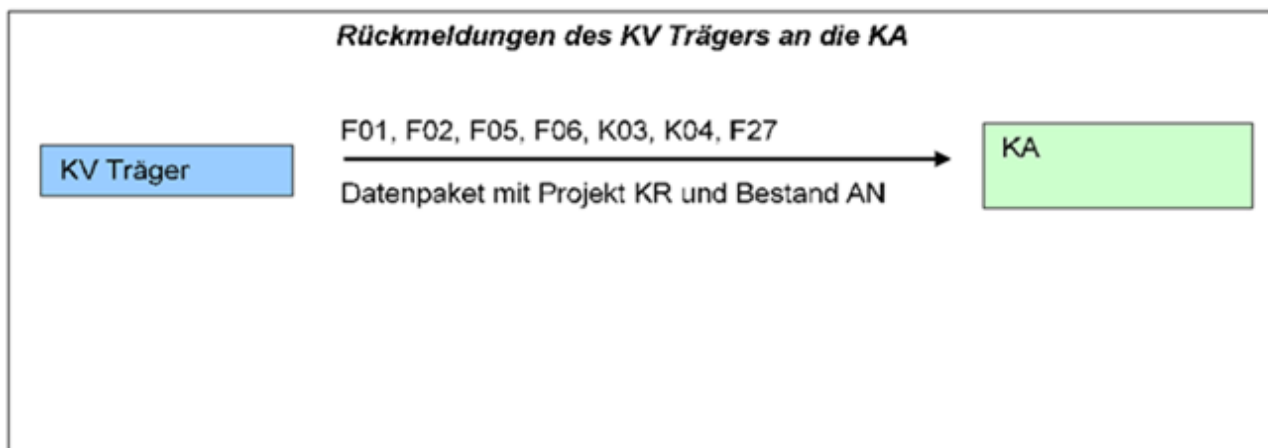 Rückmeldungen des KV Trägers an die KA
F01, F02, F05, F06, K03, K04, F27
KV Träger
KA
Datenpaket mit Projekt KR und Bestand AN